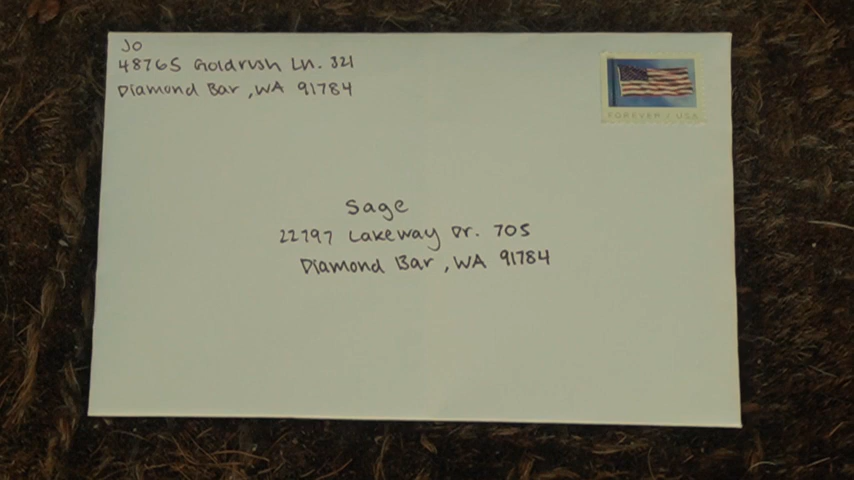 Jo
48765 Goldrush Ln. 321
Diamond Bar, WA 91784
FOREVER / USA
Sage
22797 Lakeway Dr. 705
Diamond Bar, WA 91784